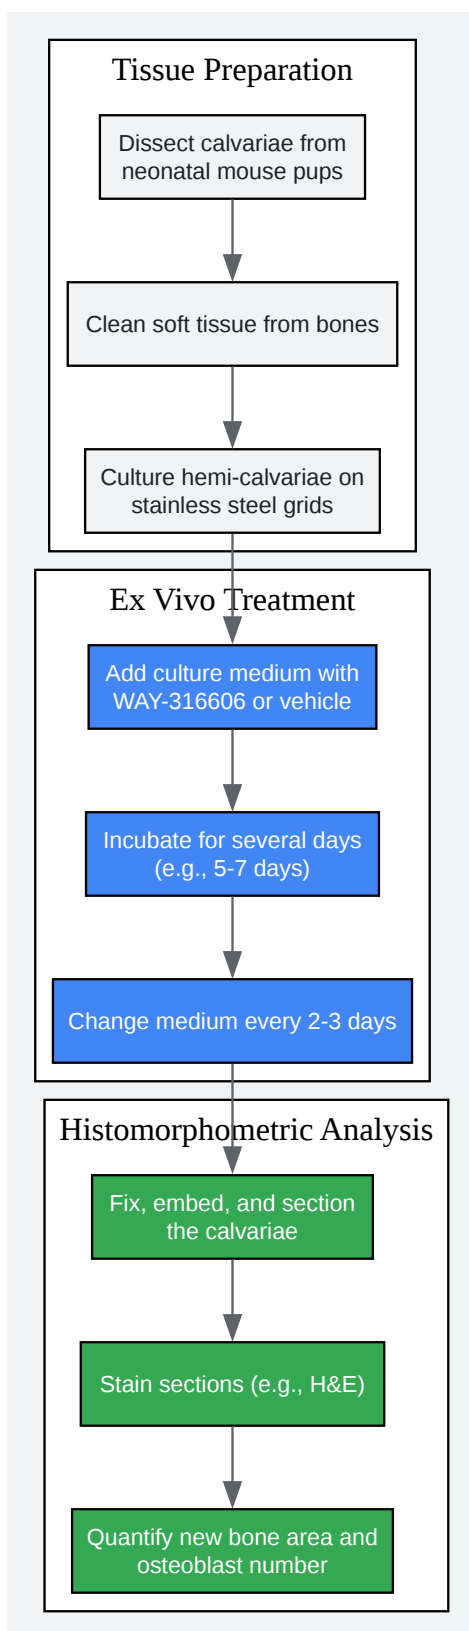 Tissue Preparation
Dissect calvariae from
neonatal mouse pups
Clean soft tissue from bones
Culture hemi-calvariae on
stainless steel grids
Ex Vivo Treatment
Add culture medium with
WAY-316606 or vehicle
Incubate for several days
(e.g., 5-7 days)
Change medium every 2-3 days
Histomorphometric Analysis
Fix, embed, and section
the calvariae
Stain sections (e.g., H&E)
Quantify new bone area and
osteoblast number